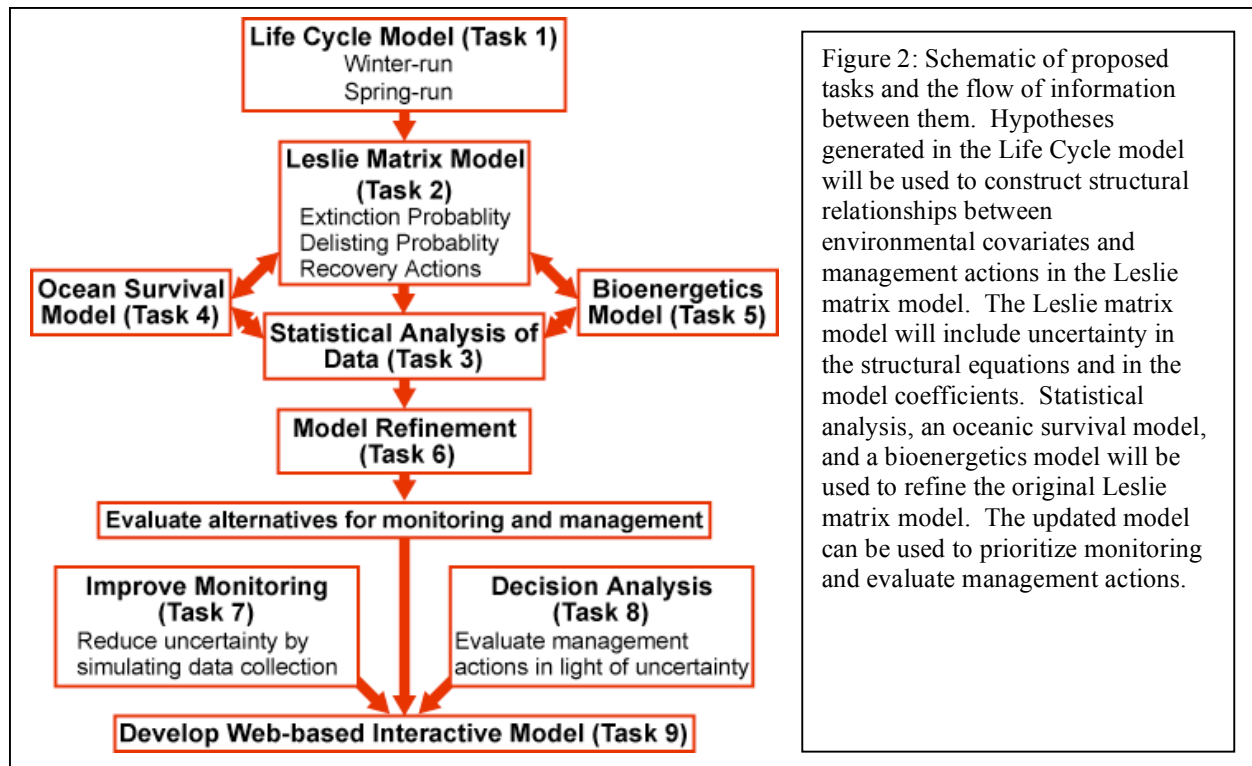 Life Cycle Model (Task 1)
Winter-run
Spring-run
Leslie Matrix Model
(Task 2)
Extinction Probablity
Delisting Probablity
Recovery Actions
Ocean Survival
Model (Task 4)
Bioenergetics
Model (Task 5)
Statistical Analysis of
Data (Task 3)
Model Refinement
(Task 6)
Evaluate alternatives for monitoring and management
Improve Monitoring
(Task 7)
Reduce uncertainty by
simulating data collection
Decision Analysis
(Task 8)
Evaluate management
actions in light of uncertainty
Develop Web-based Interactive Model (Task 9)
Figure 2: Schematic of proposed
tasks and the flow of information
between them. Hypotheses
generated in the Life Cycle model
will be used to construct structural
relationships between
environmental covariates and
management actions in the Leslie
matrix model. The Leslie matrix
model will include uncertainty in
the structural equations and in the
model coefficients. Statistical
analysis, an oceanic survival model,
and a bioenergetics model will be
used to refine the original Leslie
matrix model. The updated model
can be used to prioritize monitoring
and evaluate management actions.